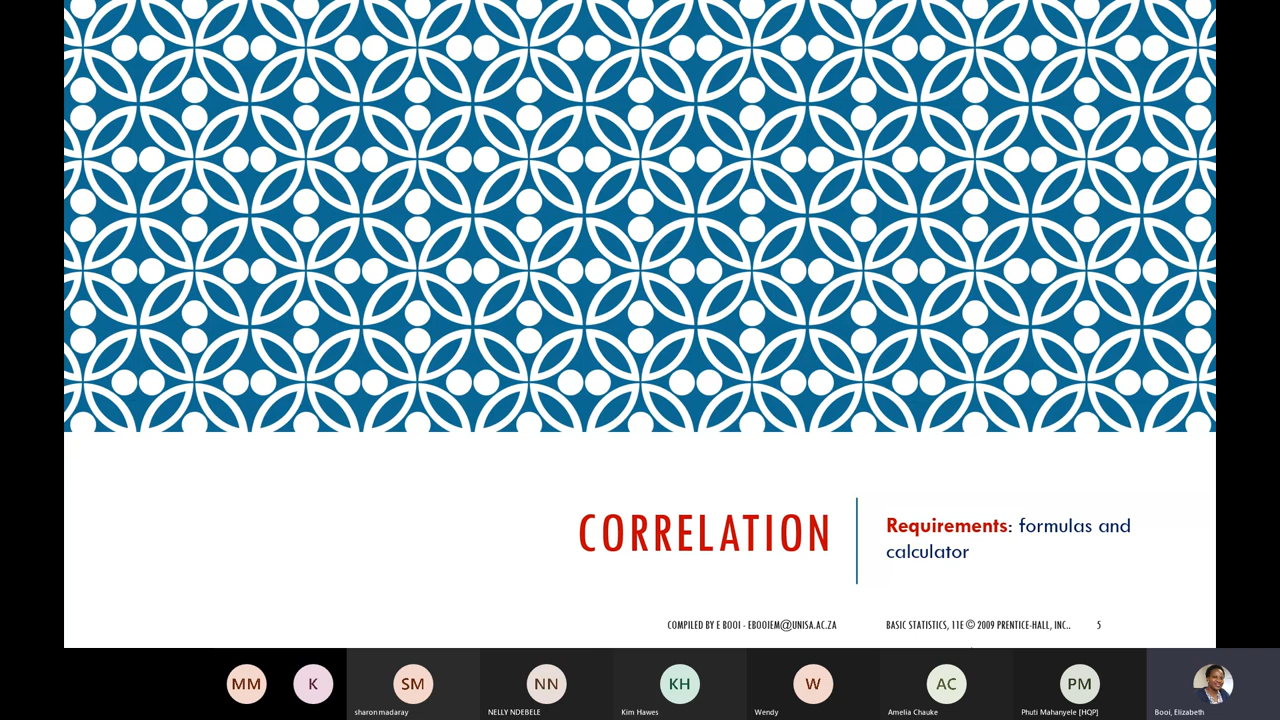 CORRELATION
Requirements: formulas and
calculator
COMPILED BY E BOOI - EBOOIEM@UNISA.AC.ZA
BASIC STATISTICS, 11E © 2009 PRENTICE-HALL, INC..
5
MM
K
SM
NN
KH
W
AC
PM
sharon madaray
NELLY NDEBELE
Kim Hawes
Wendy
Amelia Chauke
Phuti Mahanyele [HQP]
Booi, Elizabeth